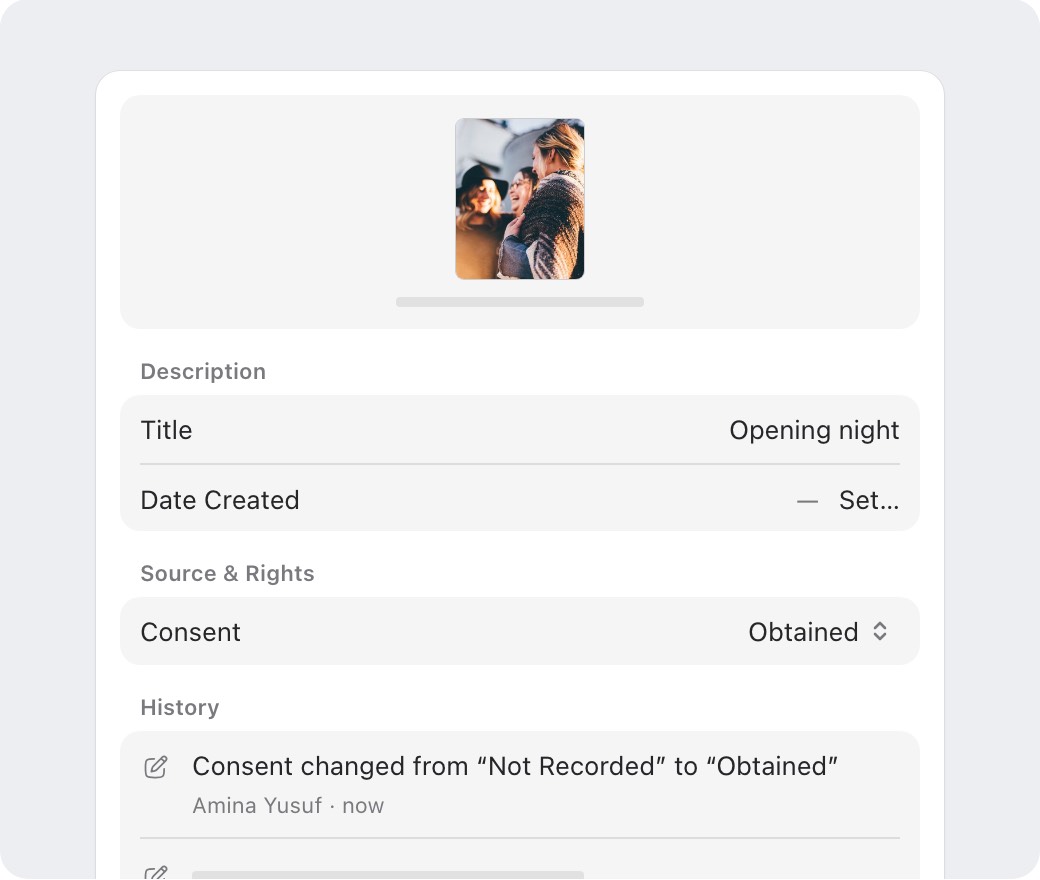 Description
Title Opening night
Date Created — Set...
Source & Rights
Consent Obtained
History
Consent changed from “Not Recorded” to “Obtained”
Amina Yusuf · now